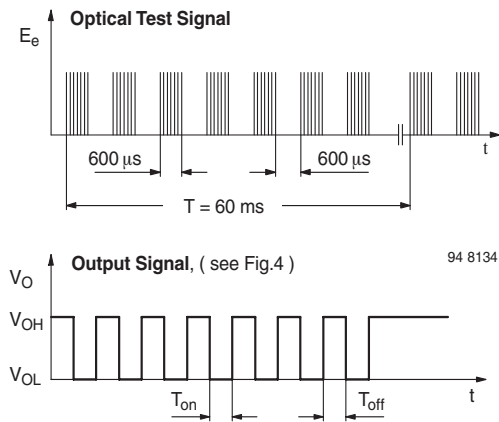 Optical Test Signal
Ee
t
600 µs
600 µs
T = 60 ms
Output Signal, ( see Fig.4 )
94 8134
VO
VOH
VOL
Ton
Toff
t